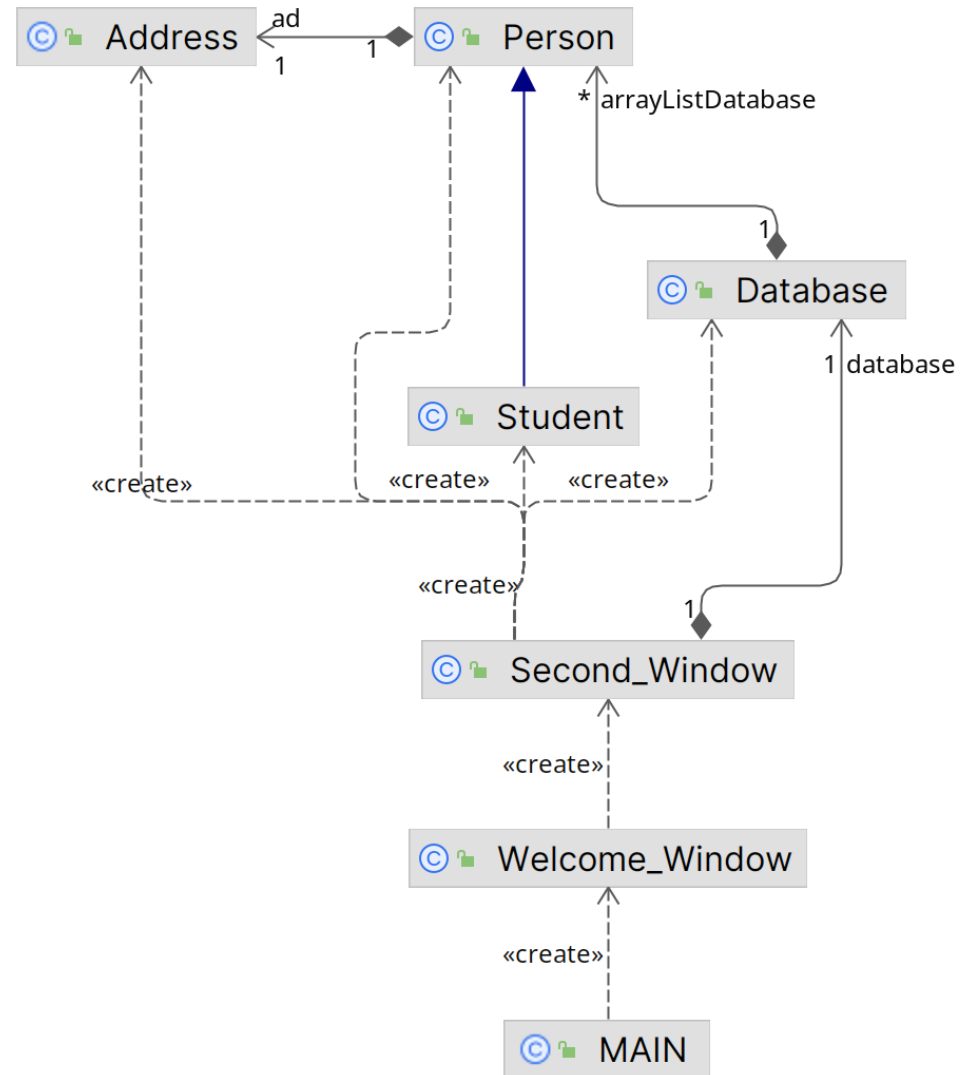 © Address
ad
1
1
© Person
* arrayListDatabase
1
© Database
1 database
© Student
«create»
«create»
«create»
«create»
1
© Second_Window
«create»
© Welcome_Window
«create»
© MAIN